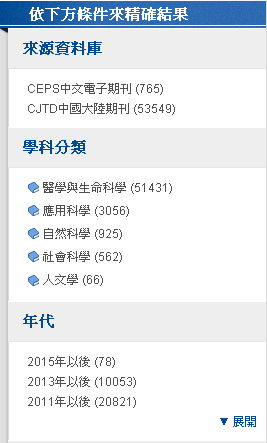 依下方條件來精確結果
來源資料庫
CEPS中文電子期刊 (765)
CJTD中國大陸期刊 (53549)
學科分類
醫學與生命科學 (51431)
應用科學 (3056)
自然科學 (925)
社會科學 (562)
人文學 (66)
年代
2015年以後 (78)
2013年以後 (10053)
2011年以後 (20821)
▼ 展開